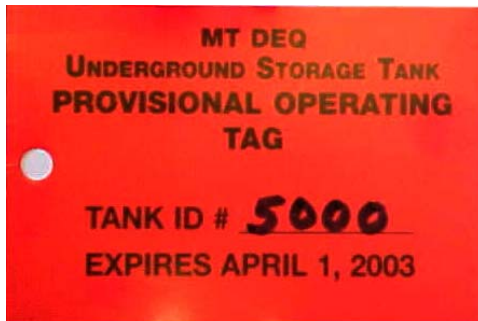 MT DEQ
UNDERGROUND STORAGE TANK
PROVISIONAL OPERATING
TAG
TANK ID # 5000
EXPIRES APRIL 1, 2003